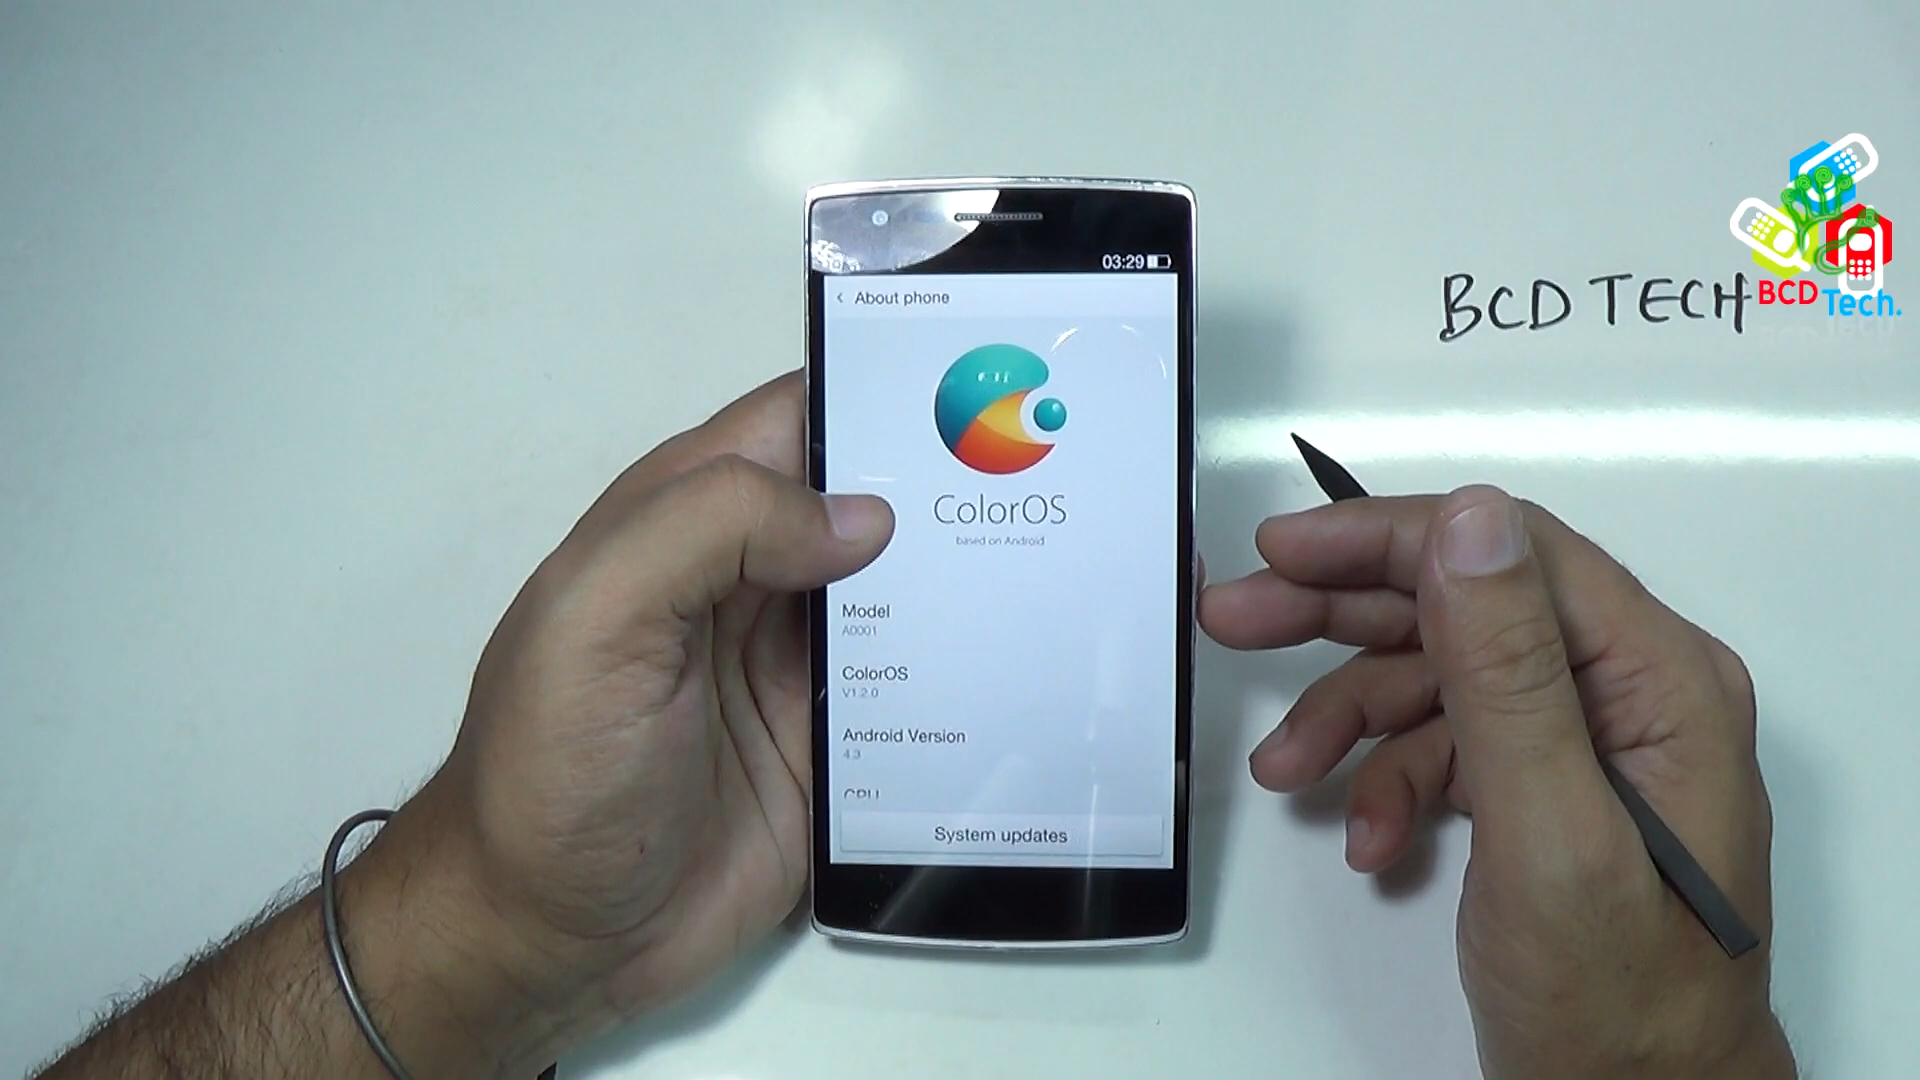 03:29
About phone
ColorOS
based on Android
Model
A0001
ColorOS
V1.2.0
Android Version
4.3
CPU
System updates
BCD TECH
BCD Tech.